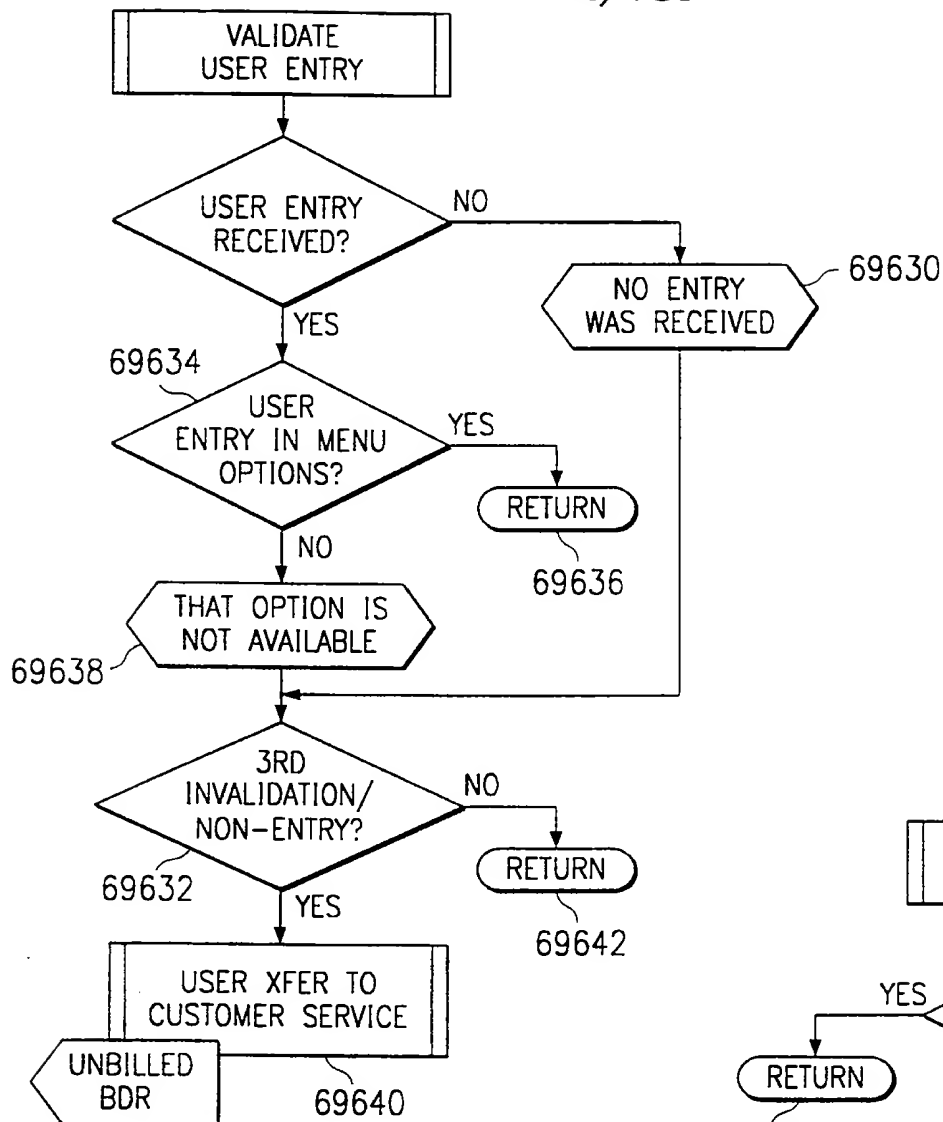 VALIDATE
USER ENTRY
USER ENTRY
RECEIVED?
NO
YES
NO ENTRY
WAS RECEIVED
69630
69634
USER
ENTRY IN MENU
OPTIONS?
YES
NO
RETURN
69636
THAT OPTION IS
NOT AVAILABLE
69638
3RD
INVALIDATION/
NON-ENTRY?
NO
69632
YES
RETURN
69642
USER XFER TO
CUSTOMER SERVICE
UNBILLED
BDR
69640
YES
RETURN